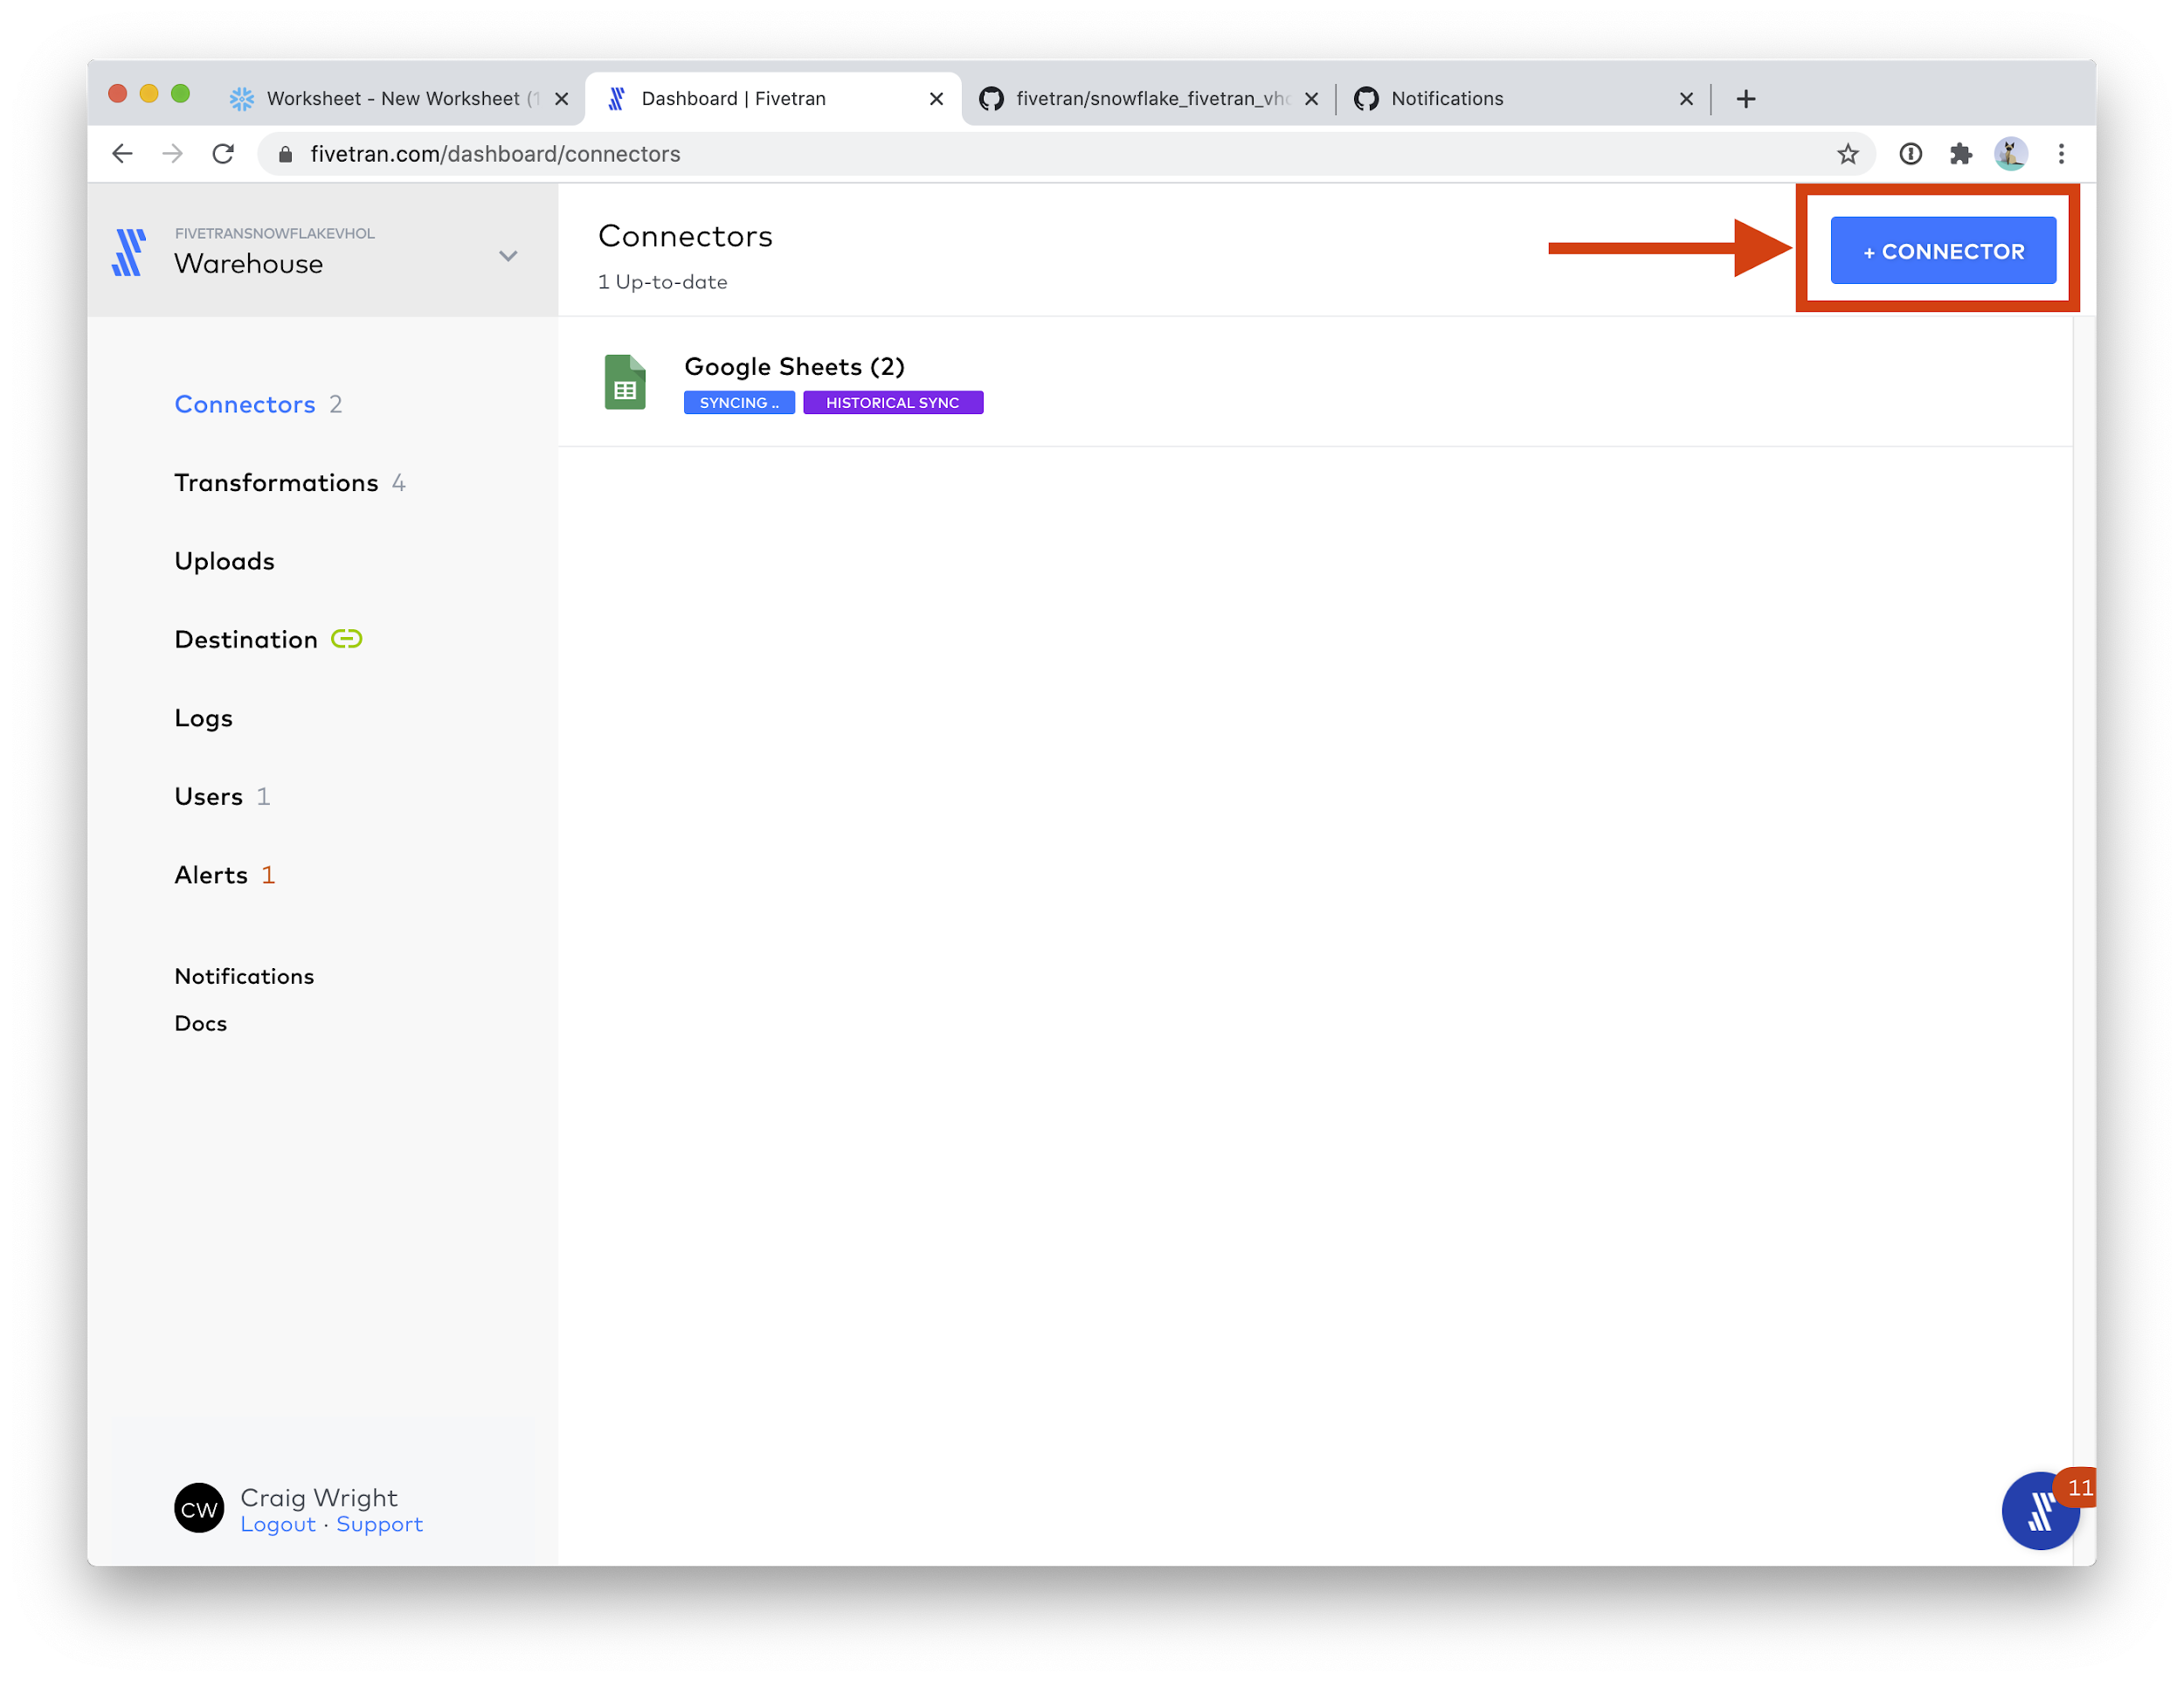 Worksheet - New Worksheet (1
Dashboard | Fivetran
fivetran/snowflake_fivetran_vho
Notifications
fivetran.com/dashboard/connectors
FIVETRANSNOWFLAKEVHOL
Warehouse
Connectors
1 Up-to-date
+ CONNECTOR
Google Sheets (2)
SYNCING ..
HISTORICAL SYNC
Connectors 2
Transformations 4
Uploads
Destination
Logs
Users 1
Alerts 1
Notifications
Docs
CW
Craig Wright
Logout · Support
11